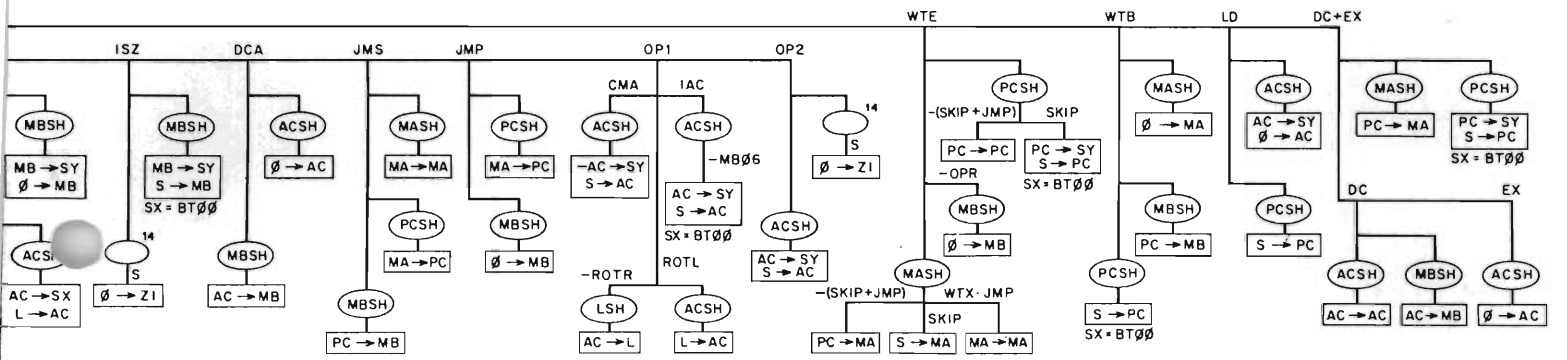 WTE WTB LD DC+EX
ISZ DCA JMS JMP OP1 OP2
CMA IAC
14
MBSH MBSH ACSH MASH PCSH ACSH ACSH PCSH MASH ACSH MASH PCSH
S
-(SKIP+JMP) SKIP
MB → SY
Ø → MB
MB → SY
S → MB
SX = BTØØ
Ø → AC
MA → MA
MA → PC
-AC → SY
S → AC
-MBØ6
AC → SY
S → AC
SX = BTØØ
Ø → ZI
PC → PC
PC → SY
S → PC
SX = BTØØ
Ø → MA
AC → SY
Ø → AC
PC → MA
PC → SY
S → PC
SX = BTØØ
-OPR
DC EX
14
S
MBSH PCSH MBSH ACSH MBSH MBSH PCSH
AC → SX
L → AC
Ø → ZI
AC → MB
MA → PC
Ø → MB
AC → SY
S → AC
Ø → MB
PC → MB
S → PC
-ROTR ROTL
MBSH LSH ACSH MASH PCSH ACSH MBSH ACSH
-(SKIP+JMP) WTX·JMP
SKIP
PC → MB
AC → L
L → AC
PC → MA
S → MA
MA → MA
S → PC
SX = BTØØ
AC → AC
AC → MB
Ø → AC